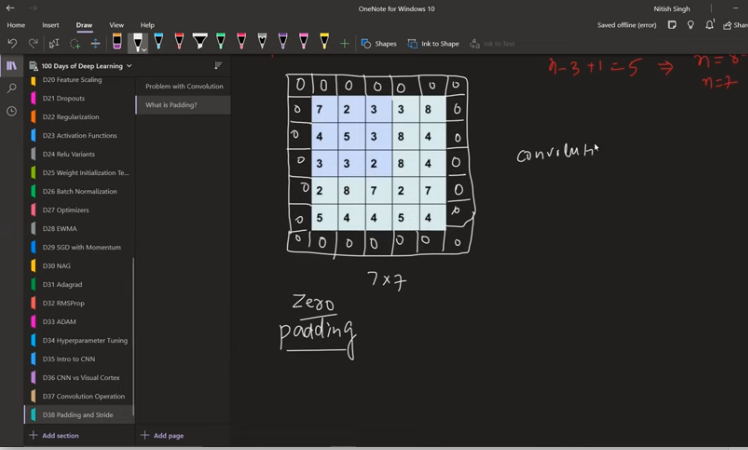 OneNote for Windows 10
Nitish Singh
Home Insert Draw View Help
Saved offline (error)
Shar
Shapes Ink to Shape Ink to Text
100 Days of Deep Learning
D20 Feature Scaling
D21 Dropouts
D22 Regularization
D23 Activation Functions
D24 Relu Variants
D25 Weight Initialization Te...
D26 Batch Normalization
D27 Optimizers
D28 EWMA
D29 SGD with Momentum
D30 NAG
D31 Adagrad
D32 RMSProp
D33 ADAM
D34 Hyperparameter Tuning
D35 Intro to CNN
D36 CNN vs Visual Cortex
D37 Convolution Operation
D38 Padding and Stride
+ Add section
Problem with Convolution
What is Padding?
+ Add page
n-3+1=5 ⇒ n=8
n=7
0 0 0 0 0 0 0
0 7 2 3 3 8 0
0 4 5 3 8 4 0
0 3 3 2 8 4 0
0 2 8 7 2 7 0
0 5 4 4 5 4 0
0 0 0 0 0 0 0
convoluti
7×7
Zero
padding